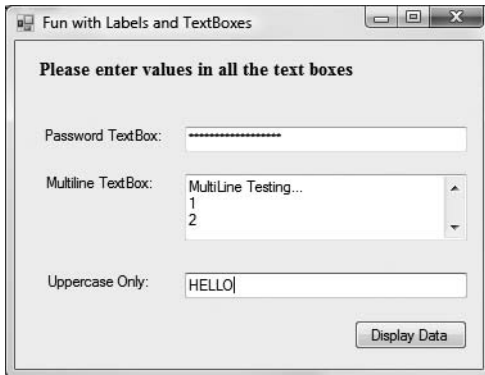 Fun with Labels and TextBoxes
Please enter values in all the text boxes
Password TextBox:
Multiline TextBox:
MultiLine Testing...
1
2
Uppercase Only:
HELLO
Display Data